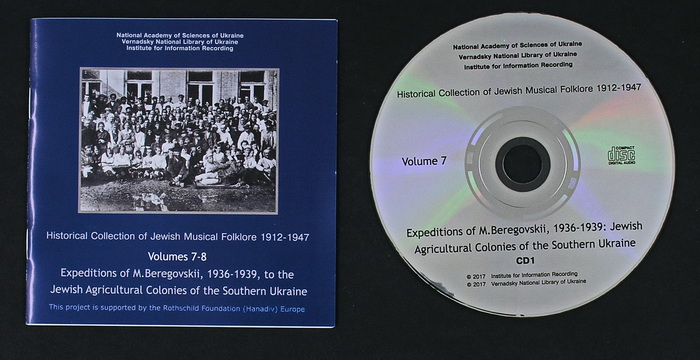 National Academy of Sciences of Ukraine
Vernadsky National Library of Ukraine
Institute for Information Recording
Historical Collection of Jewish Musical Folklore 1912-1947
Volumes 7-8
Expeditions of M.Beregovskii, 1936-1939, to the
Jewish Agricultural Colonies of the Southern Ukraine
This project is supported by the Rothschild Foundation (Hanadiv) Europe
National Academy of Sciences of Ukraine
Vernadsky National Library of Ukraine
Institute for Information Recording
Historical Collection of Jewish Musical Folklore 1912-1947
Volume 7
COMPACT
disc
DIGITAL AUDIO
Expeditions of M.Beregovskii, 1936-1939: Jewish
Agricultural Colonies of the Southern Ukraine
CD1
© 2017 Institute for Information Recording
© 2017 Vernadsky National Library of Ukraine